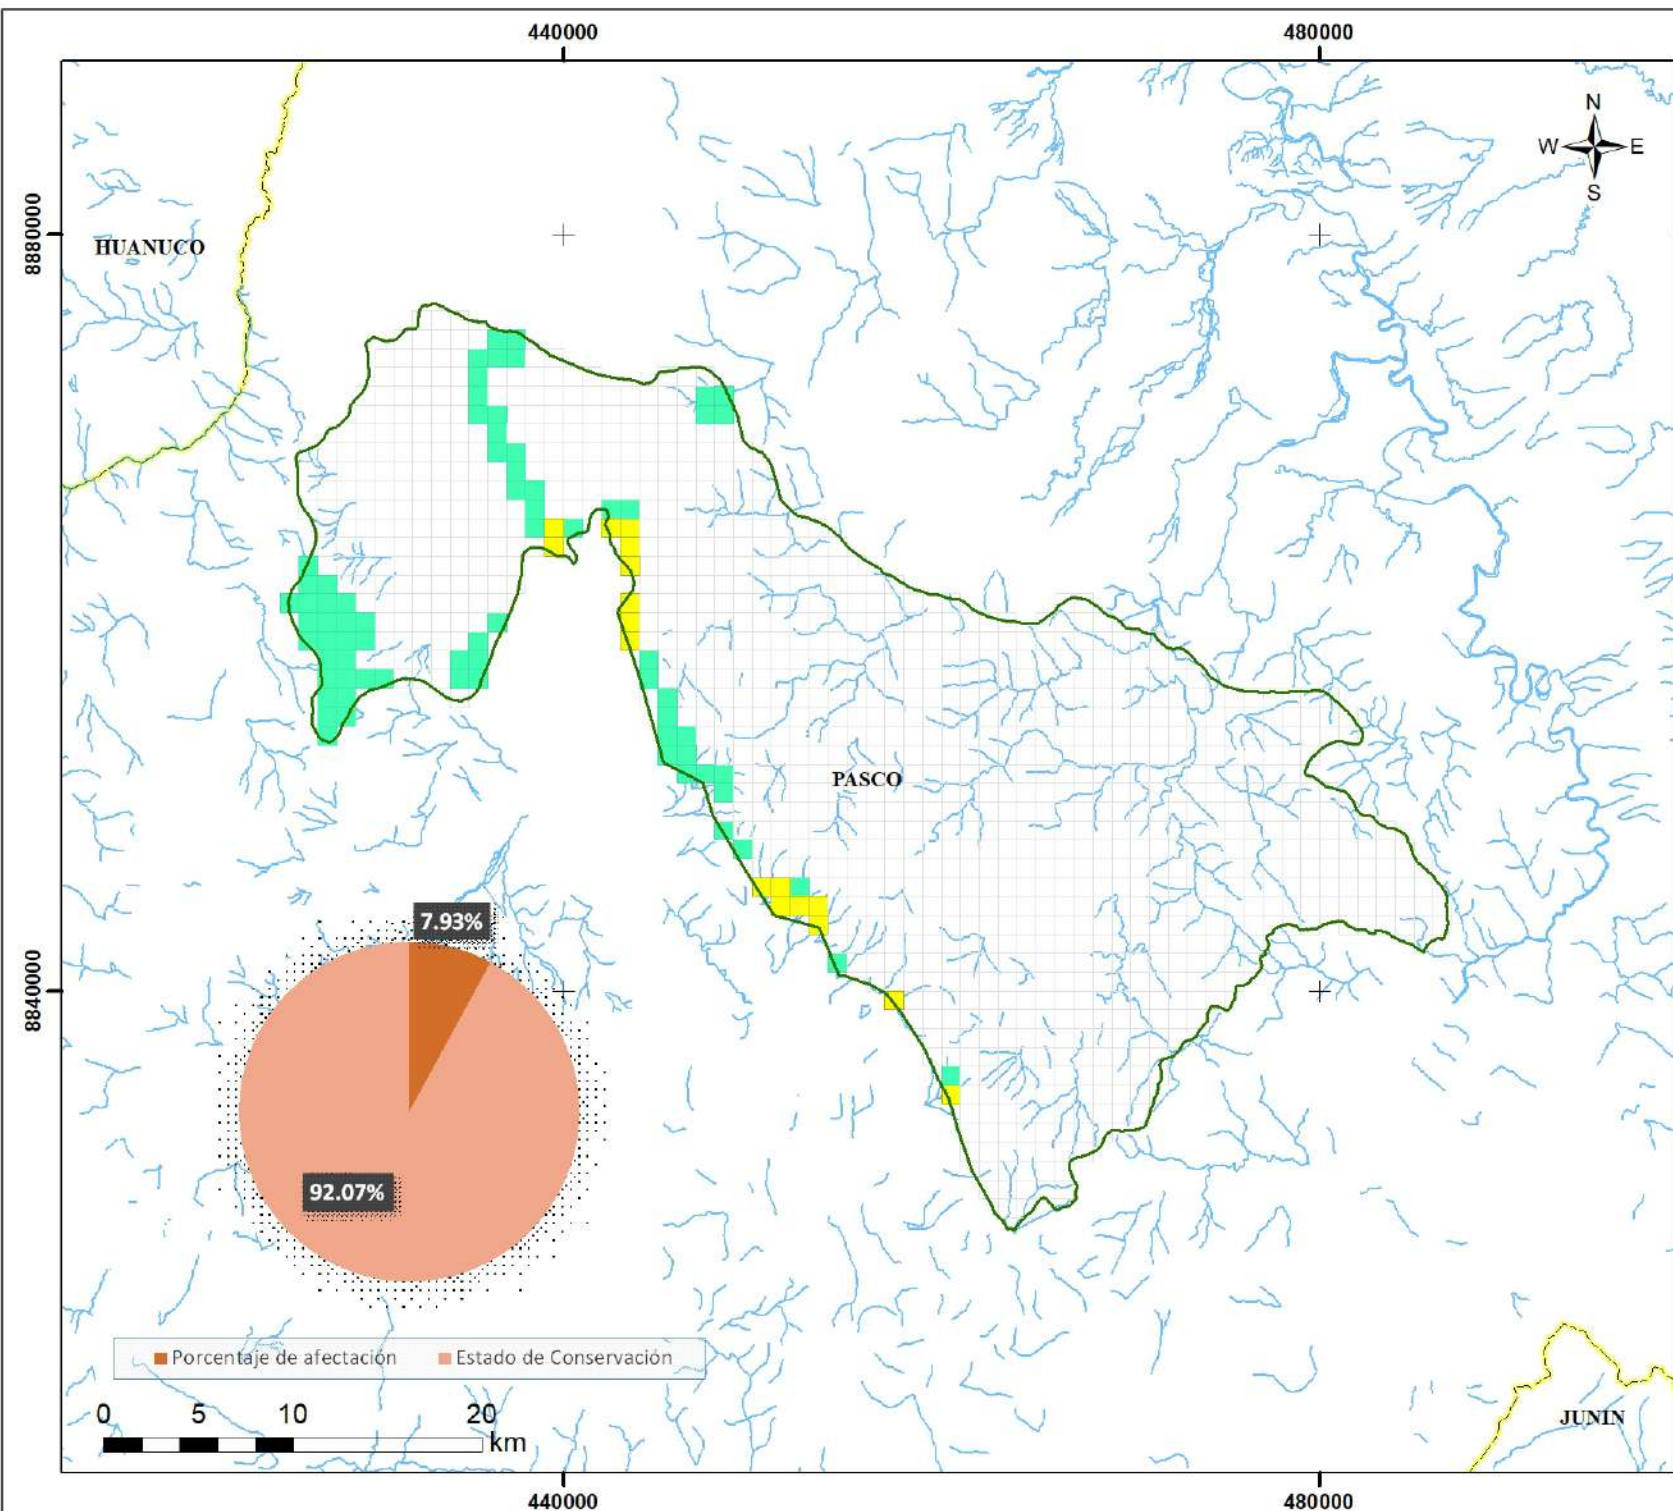 440000 480000
N
W E
S
8880000
HUANUCO
PASCO
7.93%
8840000
92.07%
Porcentaje de afectación Estado de Conservación
0 5 10 20
km
JUNIN
440000 480000